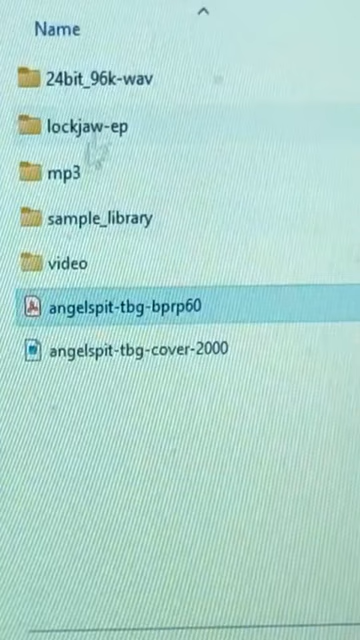 Name
24bit_96k-wav
lockjaw-ep
mp3
sample_library
video
angelspit-tbg-bprp60
angelspit-tbg-cover-2000